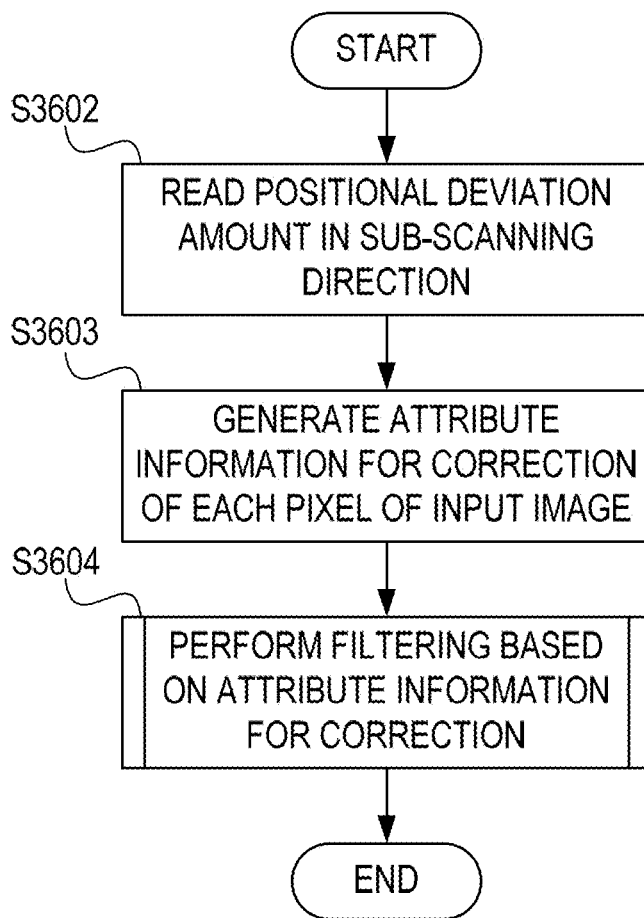 START
S3602
READ POSITIONAL DEVIATION
AMOUNT IN SUB-SCANNING
DIRECTION
S3603
GENERATE ATTRIBUTE
INFORMATION FOR CORRECTION
OF EACH PIXEL OF INPUT IMAGE
S3604
PERFORM FILTERING BASED
ON ATTRIBUTE INFORMATION
FOR CORRECTION
END